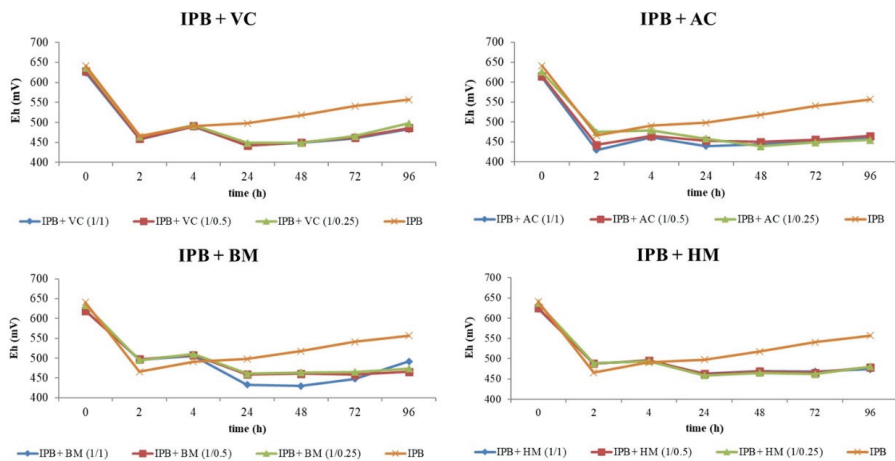 IPB + VC
Eh (mV)
700
650
600
550
500
450
400
0 2 4 24 48 72 96
time (h)
IPB+ VC (1/1) IPB+ VC (1/0.5) IPB+ VC (1/0.25) IPB
IPB + AC
Eh (mV)
700
650
600
550
500
450
400
0 2 4 24 48 72 96
time (h)
IPB+ AC (1/1) IPB+ AC (1/0.5) IPB+ AC (1/0.25) IPB
IPB + BM
Eh (mV)
700
650
600
550
500
450
400
0 2 4 24 48 72 96
time (h)
IPB+ BM (1/1) IPB+ BM (1/0.5) IPB+ BM (1/0.25) IPB
IPB + HM
Eh (mV)
700
650
600
550
500
450
400
0 2 4 24 48 72 96
time (h)
IPB+ HM (1/1) IPB+ HM (1/0.5) IPB+ HM (1/0.25) IPB